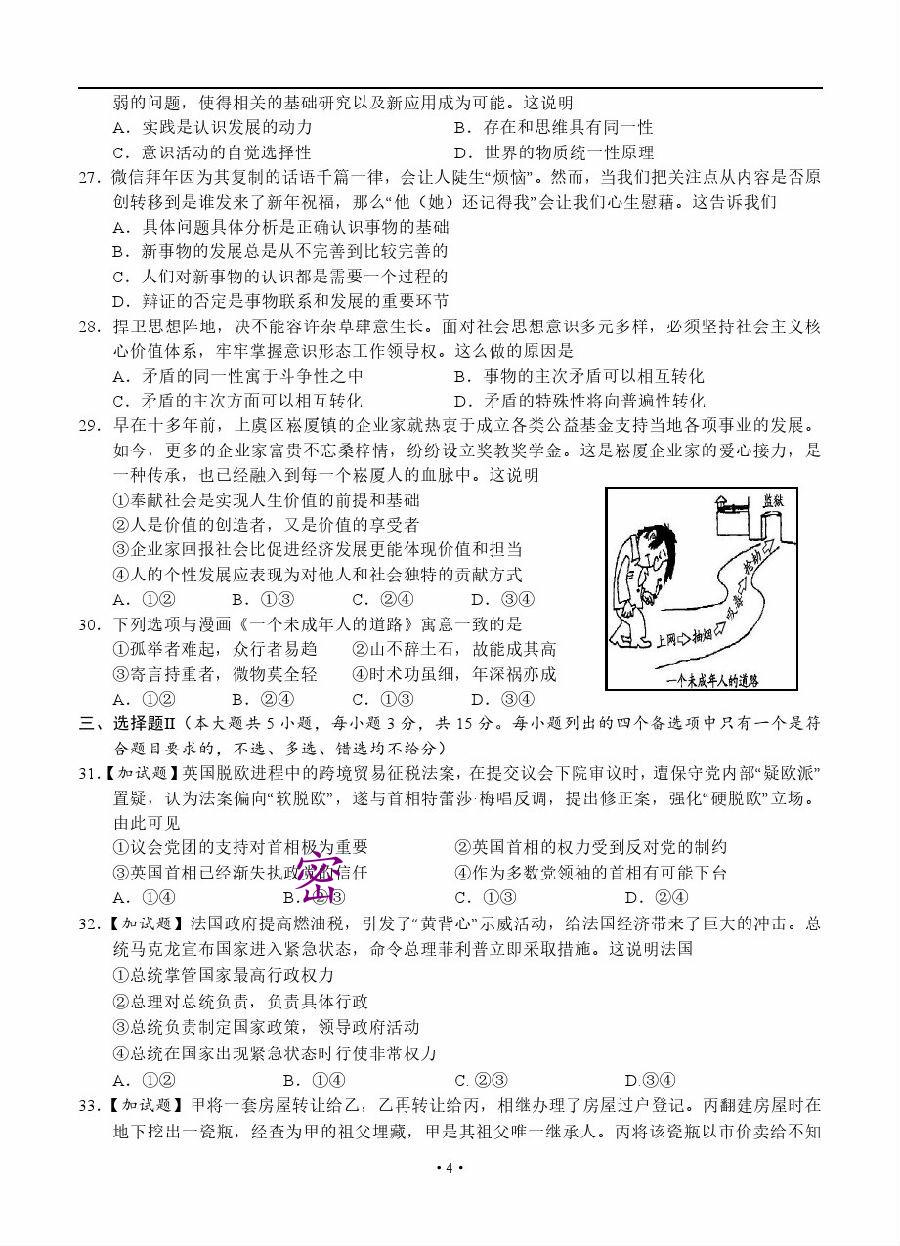 弱的问题，使得相关的基础研究以及新应用成为可能。这说明
A．实践是认识发展的动力 B．存在和思维具有同一性
C．意识活动的自觉选择性 D．世界的物质统一性原理
27．微信拜年因为其复制的话语千篇一律，会让人陡生“烦恼”。然而，当我们把关注点从内容是否原
创转移到是谁发来了新年祝福，那么“他（她）还记得我”会让我们心生慰藉。这告诉我们
A．具体问题具体分析是正确认识事物的基础
B．新事物的发展总是从不完善到比较完善的
C．人们对新事物的认识都是需要一个过程的
D．辩证的否定是事物联系和发展的重要环节
28．捍卫思想阵地，决不能容许杂草肆意生长。面对社会思想意识多元多样，必须坚持社会主义核
心价值体系，牢牢掌握意识形态工作领导权。这么做的原因是
A．矛盾的同一性寓于斗争性之中 B．事物的主次矛盾可以相互转化
C．矛盾的主次方面可以相互转化 D．矛盾的特殊性将向普遍性转化
29．早在十多年前，上虞区崧厦镇的企业家就热衷于成立各类公益基金支持当地各项事业的发展。
如今，更多的企业家富贵不忘桑梓情，纷纷设立奖教奖学金。这是崧厦企业家的爱心接力，是
一种传承，也已经融入到每一个崧厦人的血脉中。这说明
①奉献社会是实现人生价值的前提和基础
②人是价值的创造者，又是价值的享受者
③企业家回报社会比促进经济发展更能体现价值和担当
④人的个性发展应表现为对他人和社会独特的贡献方式
A．①② B．①③ C．②④ D．③④
30．下列选项与漫画《一个未成年人的道路》寓意一致的是
①孤举者难起，众行者易趋 ②山不辞土石，故能成其高
③寄言持重者，微物莫全轻 ④时术功虽细，年深祸亦成
A．①② B．②④ C．①③ D．③④
监狱
抢劫
吸毒
上网⇨抽烟⇨
一个未成年人的道路
三、选择题II（本大题共 5 小题，每小题 3 分，共 15 分。每小题列出的四个备选项中只有一个是符
合题目要求的，不选、多选、错选均不给分）
31．【加试题】英国脱欧进程中的跨境贸易征税法案，在提交议会下院审议时，遭保守党内部“疑欧派”
置疑，认为法案偏向“软脱欧”，遂与首相特蕾莎·梅唱反调，提出修正案，强化“硬脱欧”立场。
由此可见
①议会党团的支持对首相极为重要 ②英国首相的权力受到反对党的制约
③英国首相已经渐失执政党的信任 ④作为多数党领袖的首相有可能下台
A．①④ B．②③ C．①③ D．②④
密
32．【加试题】法国政府提高燃油税，引发了“黄背心”示威活动，给法国经济带来了巨大的冲击。总
统马克龙宣布国家进入紧急状态，命令总理菲利普立即采取措施。这说明法国
①总统掌管国家最高行政权力
②总理对总统负责，负责具体行政
③总统负责制定国家政策，领导政府活动
④总统在国家出现紧急状态时行使非常权力
A．①② B．①④ C. ②③ D.③④
33．【加试题】甲将一套房屋转让给乙，乙再转让给丙，相继办理了房屋过户登记。丙翻建房屋时在
地下挖出一瓷瓶，经查为甲的祖父埋藏，甲是其祖父唯一继承人。丙将该瓷瓶以市价卖给不知
·4·